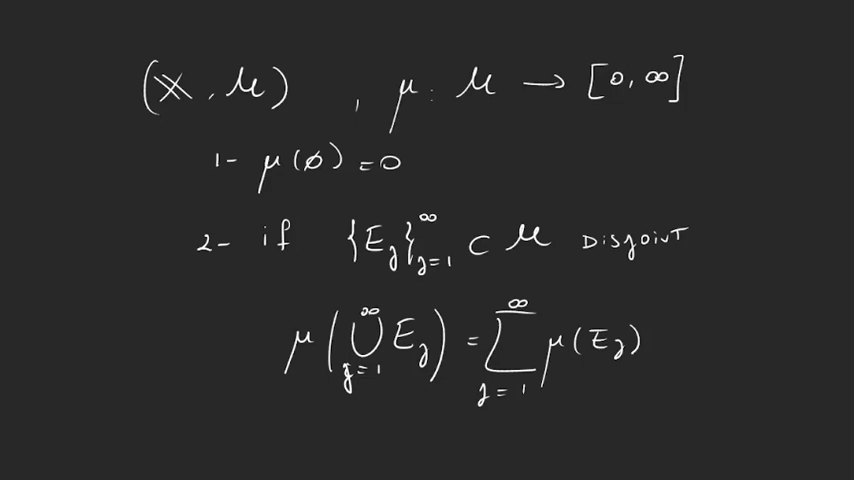 (X, M), μ: M → [0, ∞]
1- μ(∅) = 0
2- if {E_j}_{j=1}^∞ ⊂ M DISJOINT
μ(⋃_{j=1}^∞ E_j) = ∑_{j=1}^∞ μ(E_j)